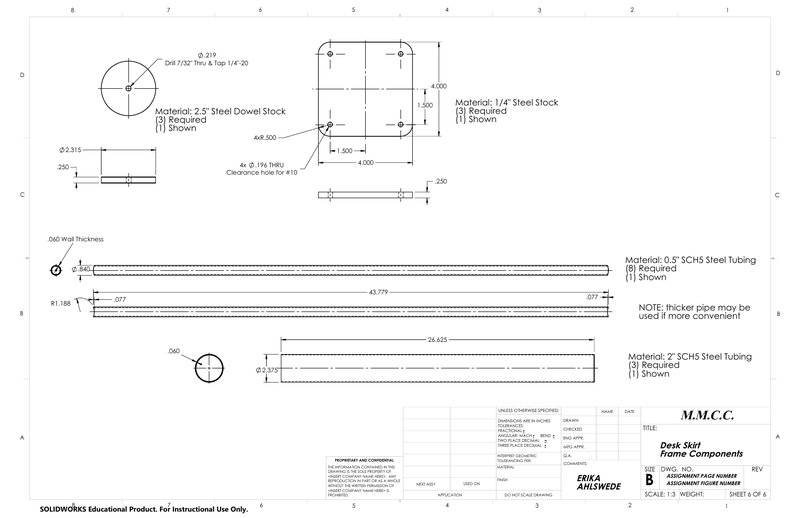 8 7 6 5 4 3 2 1
D
Ø.219
Drill 7/32" Thru & Tap 1/4"-20
Material: 2.5" Steel Dowel Stock
(3) Required
(1) Shown
4.000
1.500
Material: 1/4" Steel Stock
(3) Required
(1) Shown
D
4xR.500
Ø2.315
1.500
4.000
.250
4x Ø.196 THRU
Clearance hole for #10
.250
C
C
.060 Wall Thickness
Ø.840
Material: 0.5" SCH5 Steel Tubing
(8) Required
(1) Shown
43.779
R1.188
.077
.077
NOTE: thicker pipe may be
used if more convenient
B
B
26.625
.060
Ø2.375
Material: 2" SCH5 Steel Tubing
(3) Required
(1) Shown
A
A
UNLESS OTHERWISE SPECIFIED:
DIMENSIONS ARE IN INCHES
TOLERANCES:
FRACTIONAL±
ANGULAR: MACH± BEND ±
TWO PLACE DECIMAL ±
THREE PLACE DECIMAL ±
INTERPRET GEOMETRIC
TOLERANCING PER:
MATERIAL
FINISH
DO NOT SCALE DRAWING
NAME DATE
DRAWN
CHECKED
ENG APPR.
MFG APPR.
Q.A.
COMMENTS:
ERIKA
AHLSWEDE
M.M.C.C.
TITLE:
Desk Skirt
Frame Components
SIZE DWG. NO. REV
B
ASSIGNMENT PAGE NUMBER
ASSIGNMENT FIGURE NUMBER
SCALE: 1:3 WEIGHT: SHEET 6 OF 6
PROPRIETARY AND CONFIDENTIAL
THE INFORMATION CONTAINED IN THIS
DRAWING IS THE SOLE PROPERTY OF
<INSERT COMPANY NAME HERE>. ANY
REPRODUCTION IN PART OR AS A WHOLE
WITHOUT THE WRITTEN PERMISSION OF
<INSERT COMPANY NAME HERE> IS
PROHIBITED.
NEXT ASSY USED ON
APPLICATION
8 7 6 5 4 3 2 1
SOLIDWORKS Educational Product. For Instructional Use Only.